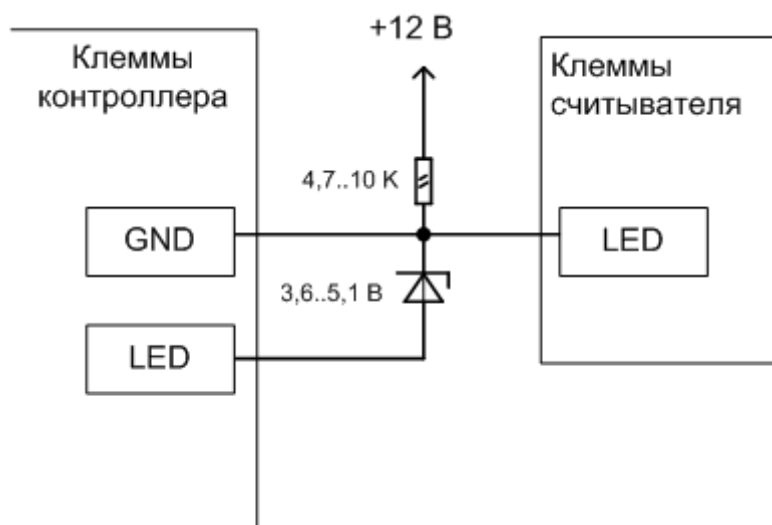 +12 В
Клеммы
контроллера
Клеммы
считывателя
4,7..10 K
GND
LED
3,6..5,1 В
LED